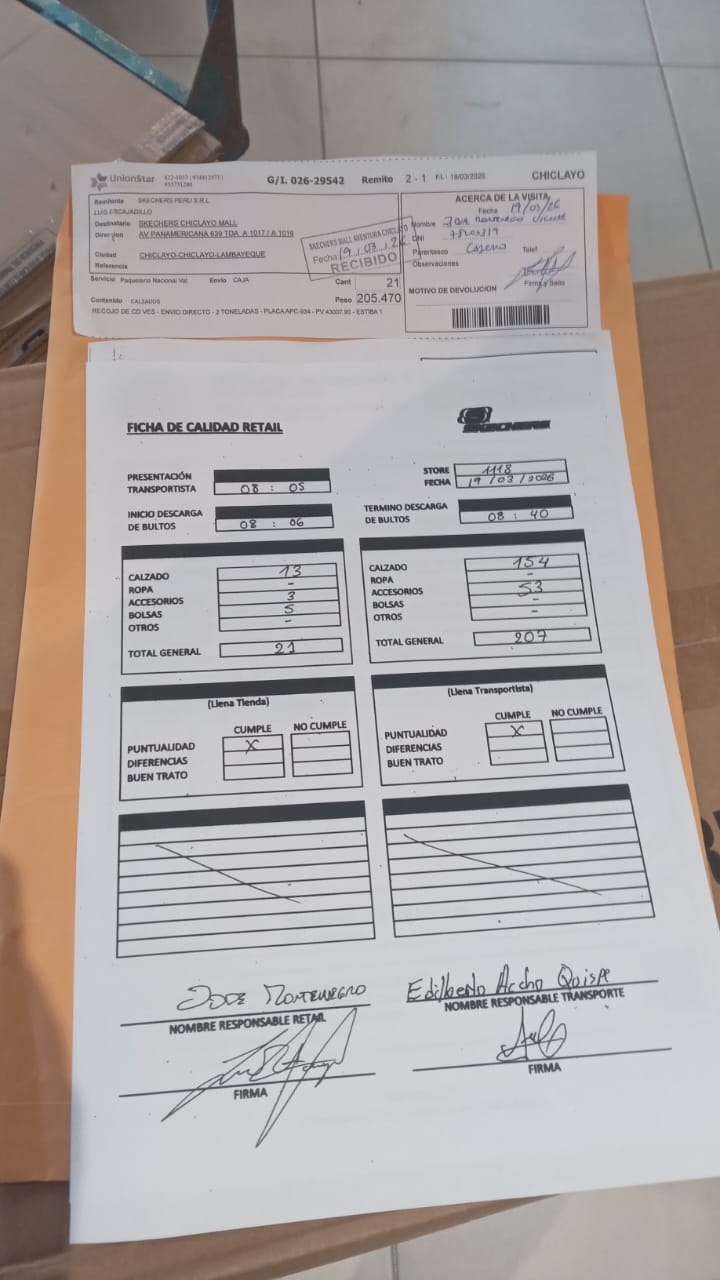 UnionStar
G/I. 026-29542 Remito 2 - 1 F.I.: 18/03/2026 CHICLAYO
Remitente SKECHERS PERU S.R.L
LUIS ESCAJADILLO
Destinatario SKECHERS CHICLAYO MALL
Direccion AV PANAMERICANA 639 TDA. A 1017 / A 1018
Ciudad CHICLAYO-CHICLAYO-LAMBAYEQUE
Referencia
Servicio Paqueteria Nacional Val. Envio CAJA Cant 21
Contenido CALZADOS Peso 205.470
RECOJO DE CD VES - ENVIO DIRECTO - 2 TONELADAS - PLACA APC-934 - PV 43007.90 - ESTIBA 1
SKECHERS MALL AVENTURA CHICLAYO
Fecha: 19.03.26
RECIBIDO
ACERCA DE LA VISITA
Fecha 19/03/26
Nombre
DNI
Parentesco Telef
Observaciones
MOTIVO DE DEVOLUCION Firma y Sello
FICHA DE CALIDAD RETAIL
SKECHERS
PRESENTACIÓN
TRANSPORTISTA 08 : 05
STORE 1118
FECHA 19 / 03 / 2026
INICIO DESCARGA
DE BULTOS 08 : 06
TERMINO DESCARGA
DE BULTOS 08 : 40
CALZADO 13
ROPA -
ACCESORIOS 3
BOLSAS 5
OTROS -
TOTAL GENERAL 21
CALZADO 154
ROPA -
ACCESORIOS 53
BOLSAS -
OTROS -
TOTAL GENERAL 207
(Llena Tienda)
CUMPLE NO CUMPLE
PUNTUALIDAD X
DIFERENCIAS
BUEN TRATO
(Llena Transportista)
CUMPLE NO CUMPLE
PUNTUALIDAD X
DIFERENCIAS
BUEN TRATO
MONTENEGRO
NOMBRE RESPONSABLE RETAIL
FIRMA
Edilberto Accho Quispe
NOMBRE RESPONSABLE TRANSPORTE
FIRMA